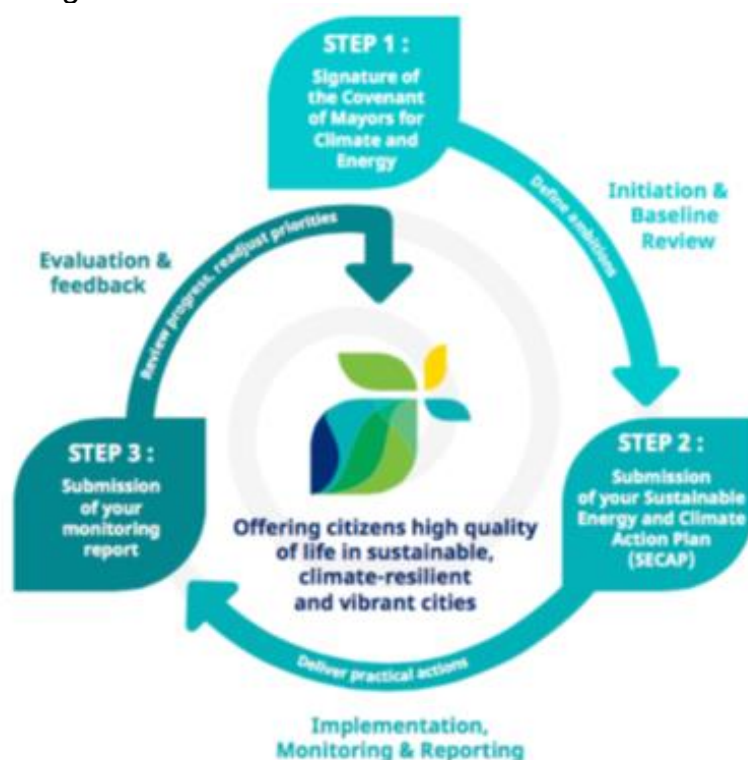 STEP 1 :
Signature of
the Covenant
of Mayors for
Climate and
Energy
Define ambitions
Initiation &
Baseline
Review
STEP 2 :
Submission
of your Sustainable
Energy and Climate
Action Plan
(SECAP)
Deliver practical actions
Implementation,
Monitoring & Reporting
STEP 3 :
Submission
of your
monitoring
report
Review progress, readjust priorities
Evaluation &
feedback
Offering citizens high quality
of life in sustainable,
climate-resilient
and vibrant cities